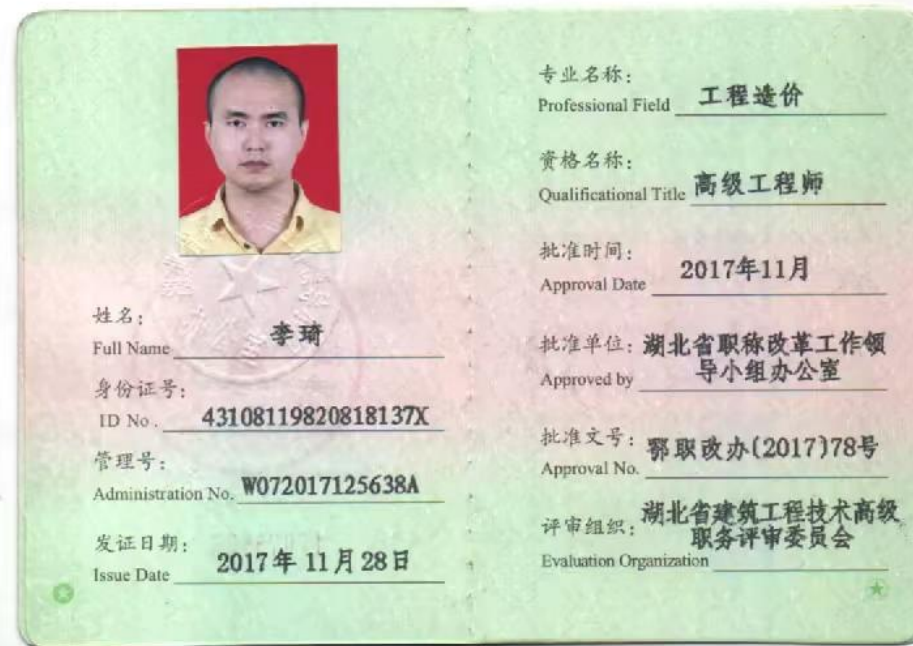 姓名：
Full Name 李琦
身份证号：
ID No. 43108119820818137X
管理号：
Administration No. W072017125638A
发证日期：
Issue Date 2017年11月28日
专业名称：
Professional Field 工程造价
资格名称：
Qualificational Title 高级工程师
批准时间：
Approval Date 2017年11月
批准单位：湖北省职称改革工作领
Approved by 导小组办公室
批准文号：
Approval No. 鄂职改办(2017)78号
评审组织：湖北省建筑工程技术高级
职务评审委员会
Evaluation Organization